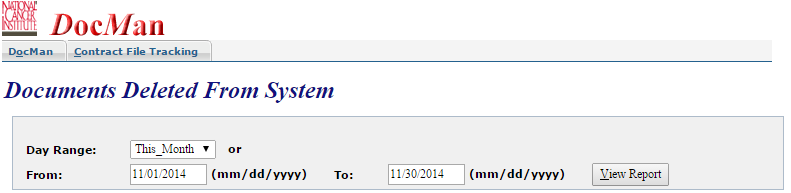 NATIONAL
CANCER
INSTITUTE
DocMan
DocMan Contract File Tracking
Documents Deleted From System
Day Range: This_Month ▼ or
From: 11/01/2014 (mm/dd/yyyy) To: 11/30/2014 (mm/dd/yyyy) View Report